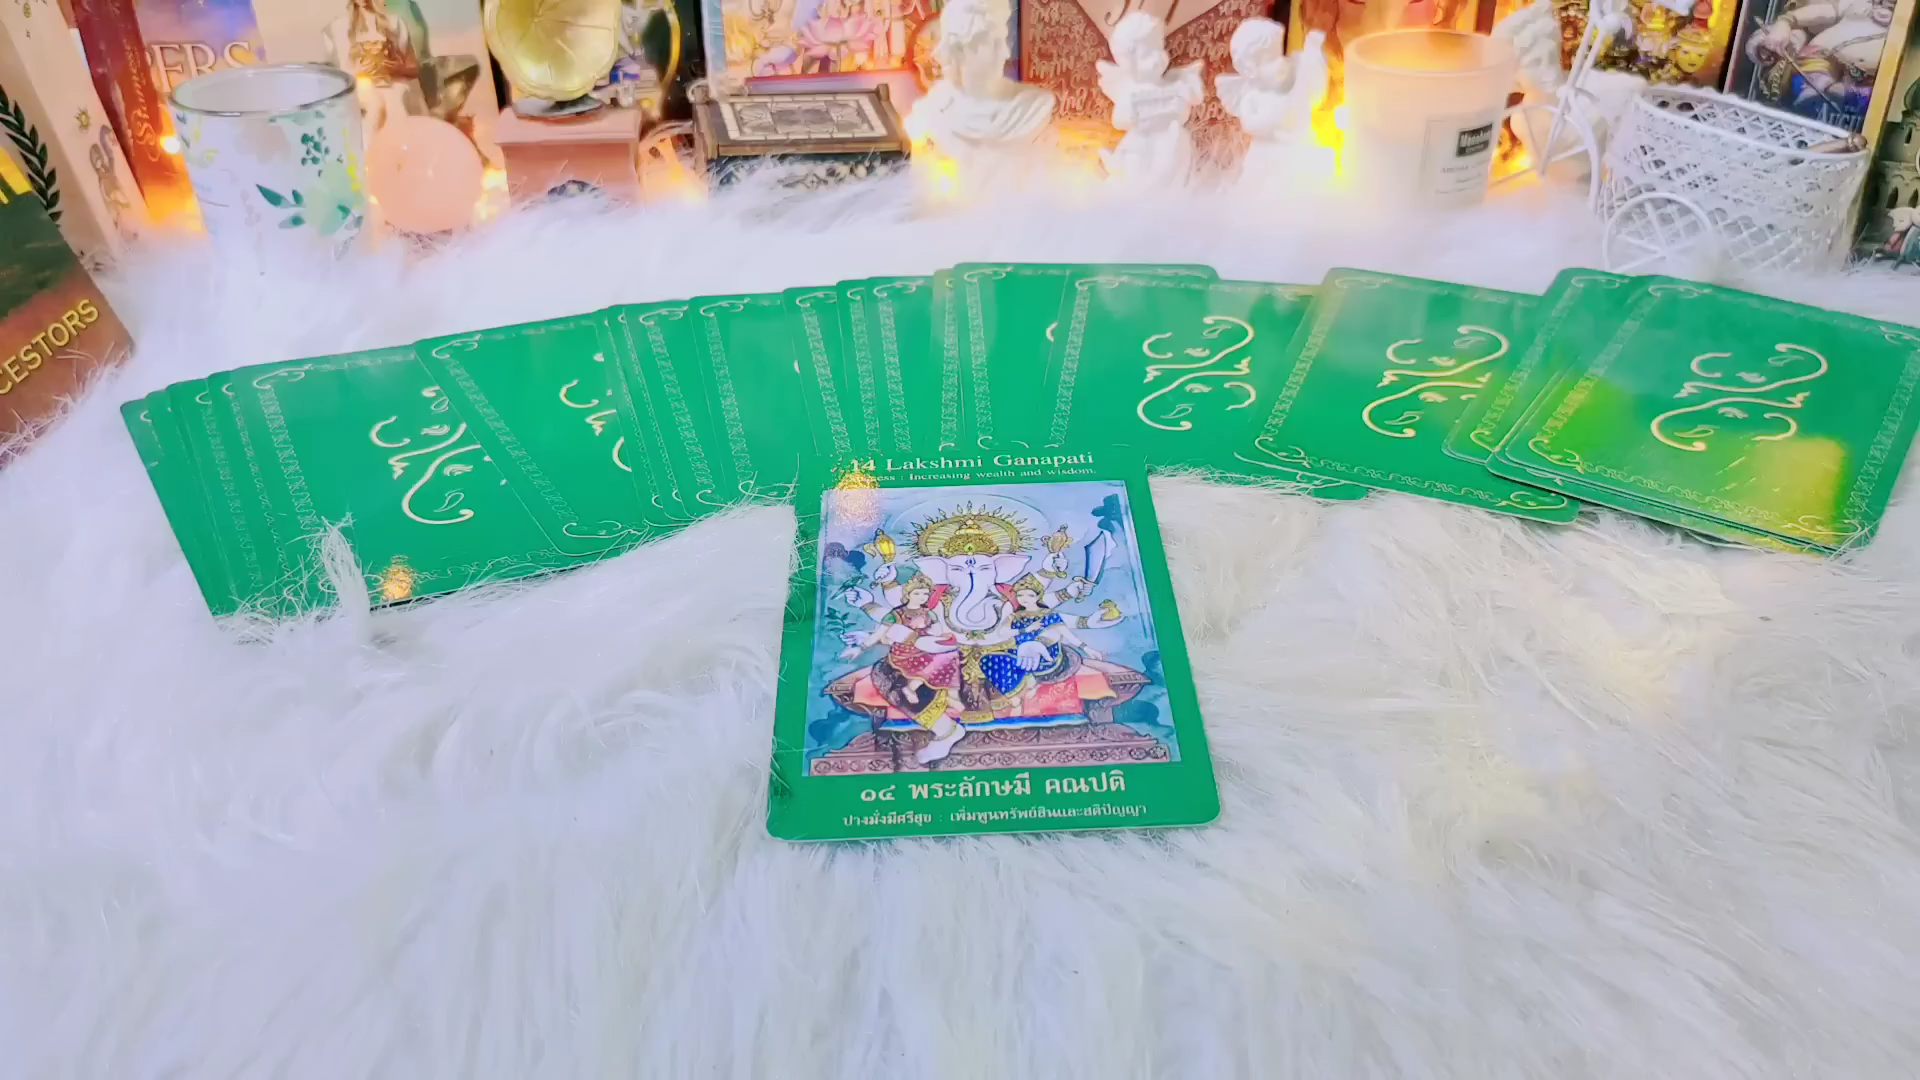 CESTORS
14 Lakshmi Ganapati
: Increasing wealth and wisdom.
๑๔ พระลักษมี คณปติ
ปางมั่งมีศรีสุข : เพิ่มพูนทรัพย์สินและสติปัญญา